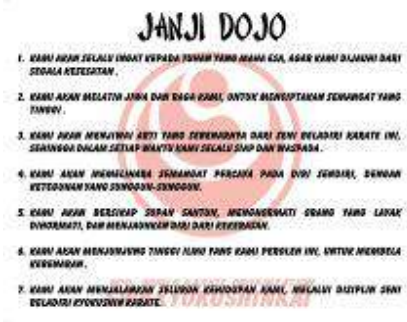 JANJI DOJO
1. KAMI AKAN SELALU INGAT KEPADA TUHAN YANG MAHA ESA, AGAR KAMI DIJAUHI DARI
SEGALA KESESATAN .
2. KAMI AKAN MELATIH JIWA DAN RAGA KAMI, UNTUK MENCIPTAKAN SEMANGAT YANG
TINGGI .
3. KAMI AKAN MENJIWAI ARTI YANG SEBENARNYA DARI SENI BELADIRI KARATE INI,
SEHINGGA DALAM SETIAP WAKTU KAMI SELALU SIAP DAN WASPADA .
4. KAMI AKAN MEMELIHARA SEMANGAT PERCAYA PADA DIRI SENDIRI, DENGAN
KETEGUHAN YANG SUNGGUH-SUNGGUH.
5. KAMI AKAN BERSIKAP SOPAN SANTUN, MENGHORMATI ORANG YANG LAYAK
DIHORMATI, DAN MENJAUHKAN DIRI DARI KEKERASAN.
6. KAMI AKAN MENJUNJUNG TINGGI ILMU YANG KAMI PEROLEH INI, UNTUK MEMBELA
KEBENARAN .
7. KAMI AKAN MENJALANKAN SELURUH KEHIDUPAN KAMI, MELALUI DISIPLIN SENI
BELADIRI KYOKUSHIN KARATE.
KYOKUSHINKAI